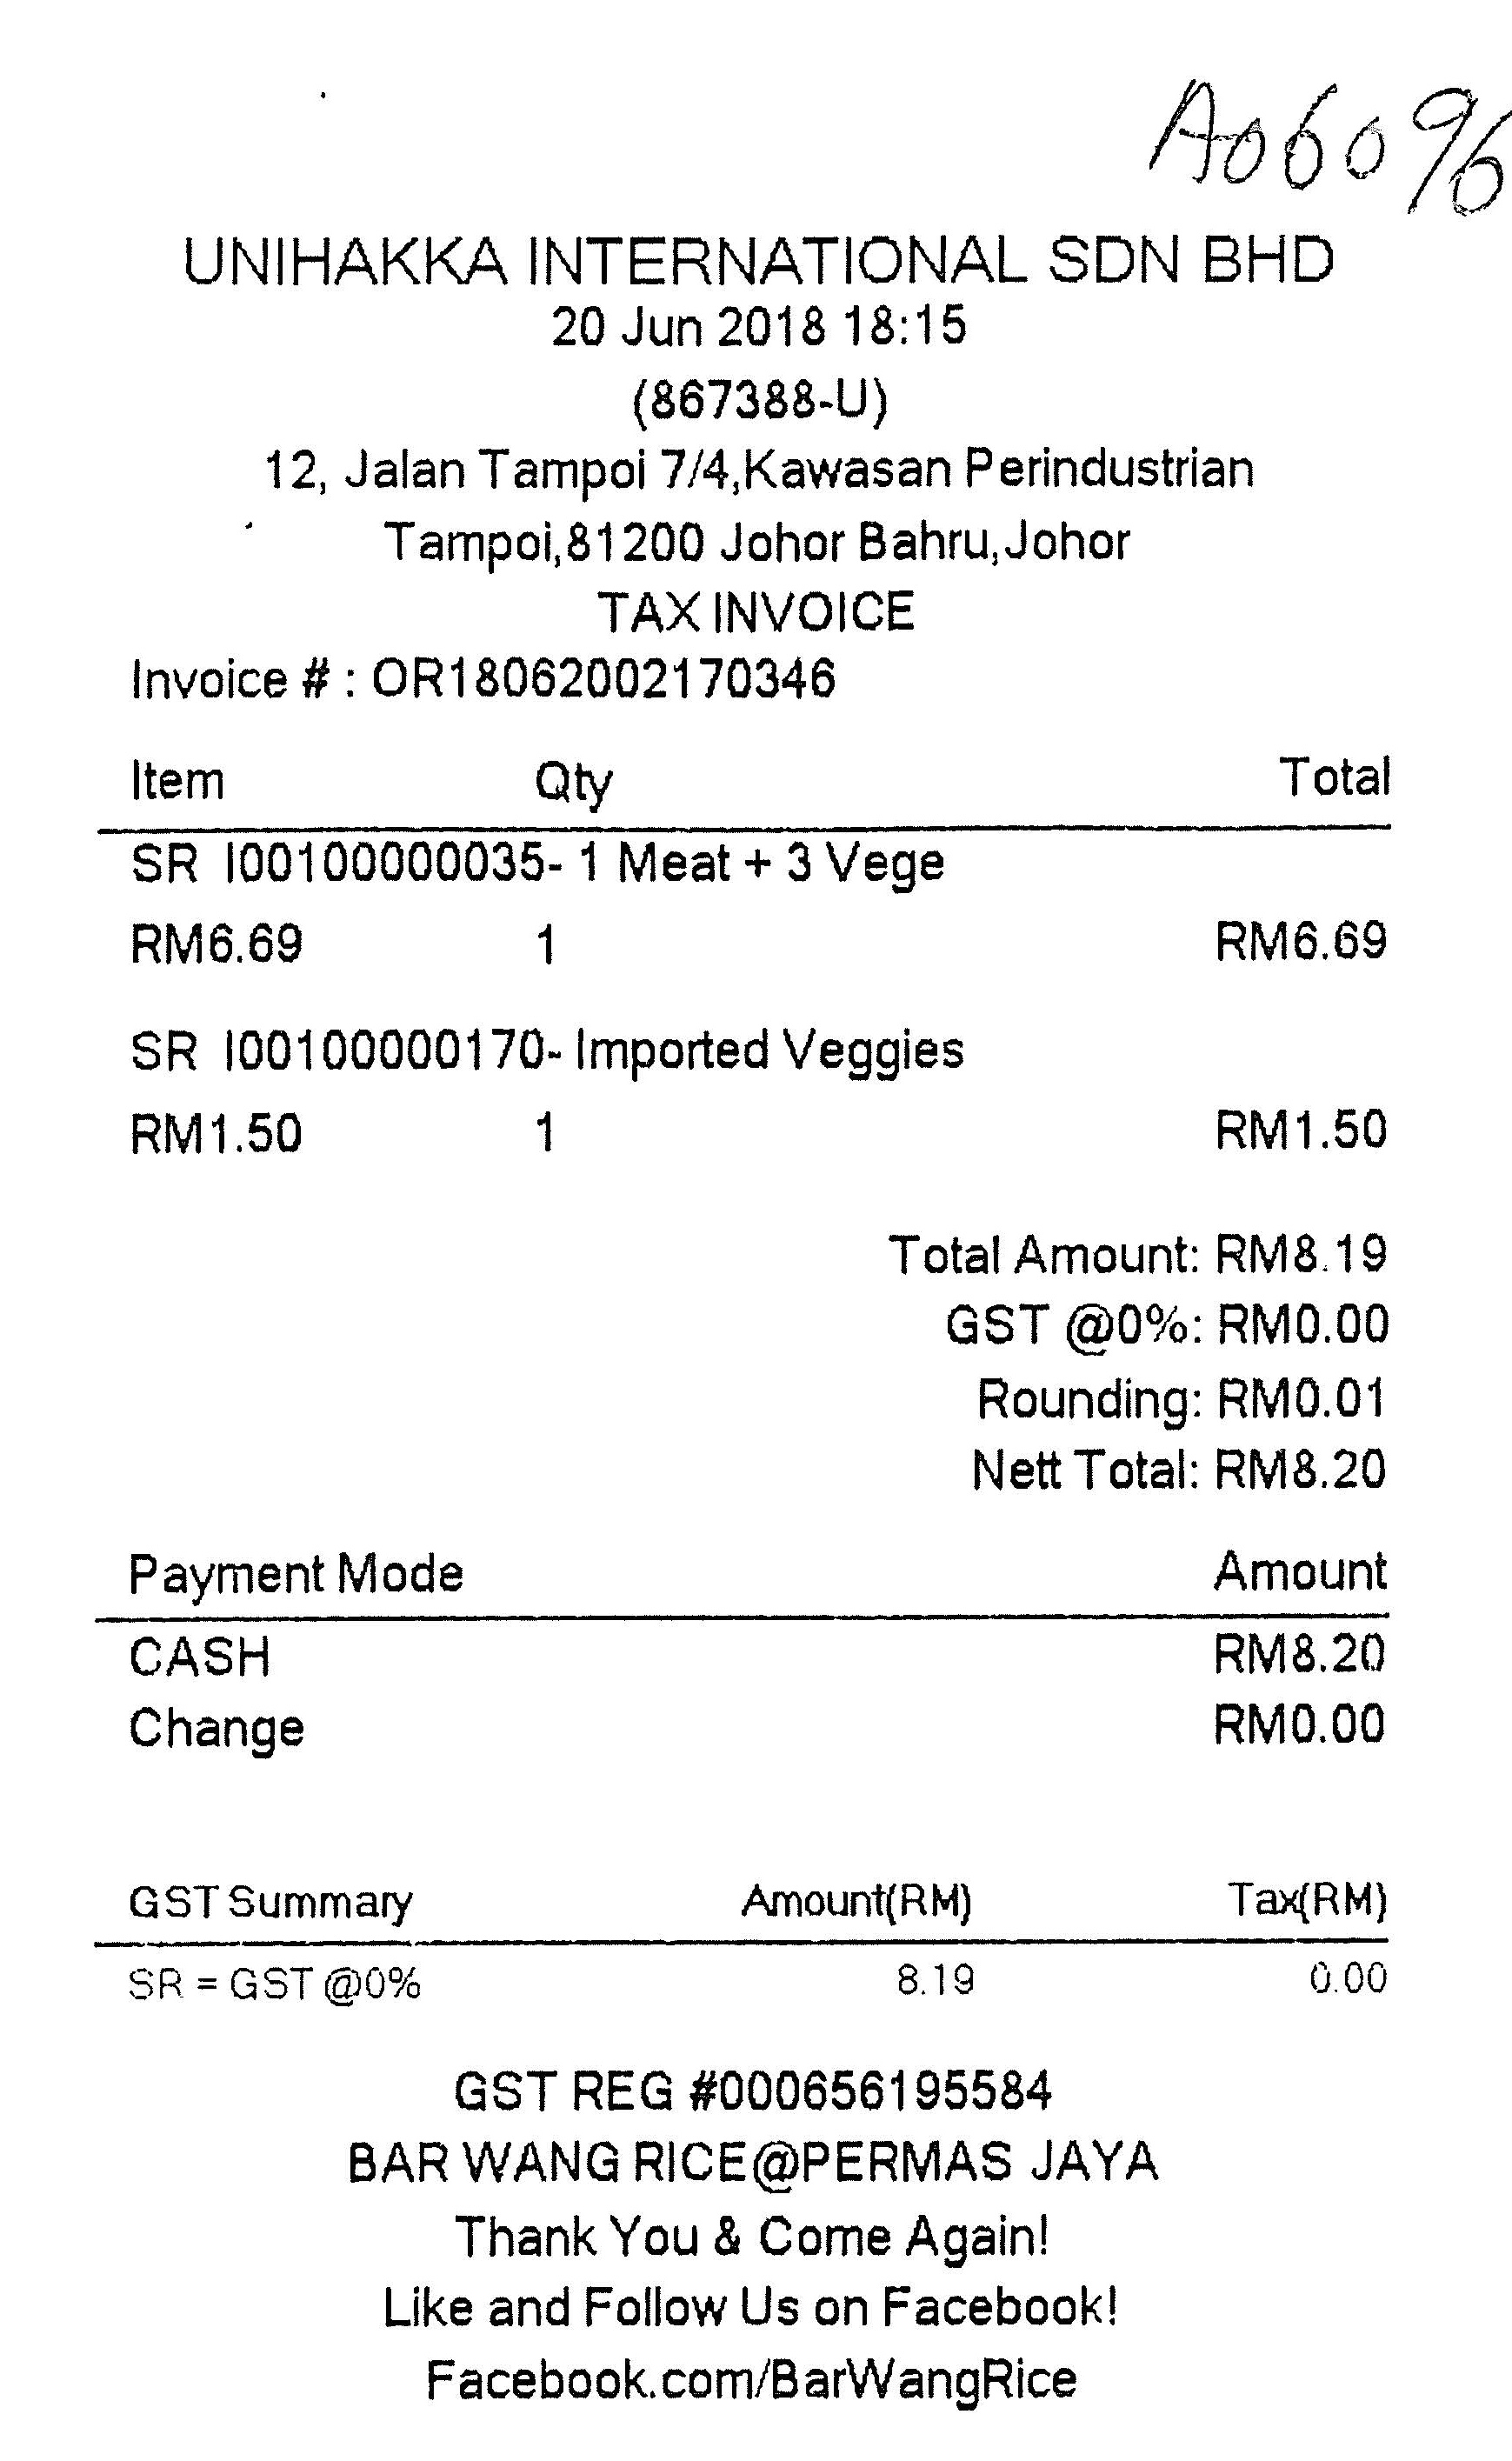 A06096
UNIHAKKA INTERNATIONAL SDN BHD
20 Jun 2018 18:15
(867388-U)
12, Jalan Tampoi 7/4,Kawasan Perindustrian
Tampoi,81200 Johor Bahru,Johor
TAX INVOICE
Invoice # : OR18062002170346
Item Qty Total
SR I00100000035- 1 Meat + 3 Vege
RM6.69 1 RM6.69
SR I00100000170- Imported Veggies
RM1.50 1 RM1.50
Total Amount: RM8.19
GST @0%: RM0.00
Rounding: RM0.01
Nett Total: RM8.20
Payment Mode Amount
CASH RM8.20
Change RM0.00
GST Summary Amount(RM) Tax(RM)
SR = GST @0% 8.19 0.00
GST REG #000656195584
BAR WANG RICE@PERMAS JAYA
Thank You & Come Again!
Like and Follow Us on Facebook!
Facebook.com/BarWangRice